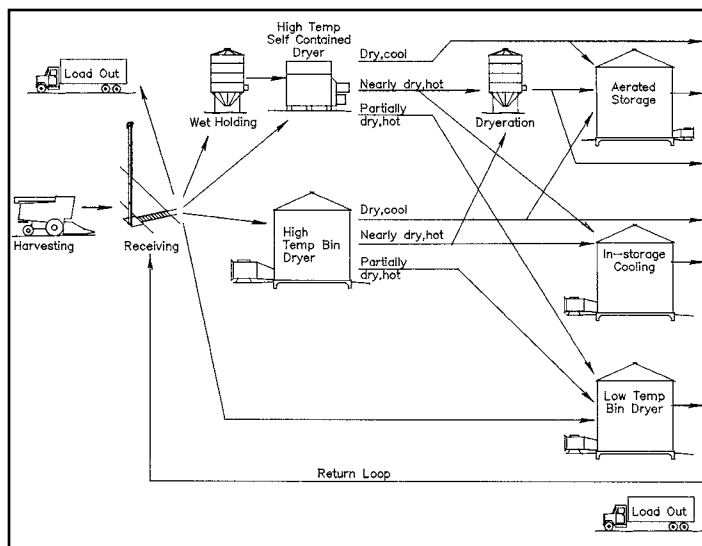 High Temp
Self Contained
Dryer
Dry,cool
Load Out
Nearly dry,hot
Aerated
Storage
Wet Holding
Partially
dry,hot
Dryeration
Harvesting
Receiving
High
Temp Bin
Dryer
Dry,cool
Nearly dry,hot
Partially
dry,hot
In-storage
Cooling
Low Temp
Bin Dryer
Return Loop
Load Out